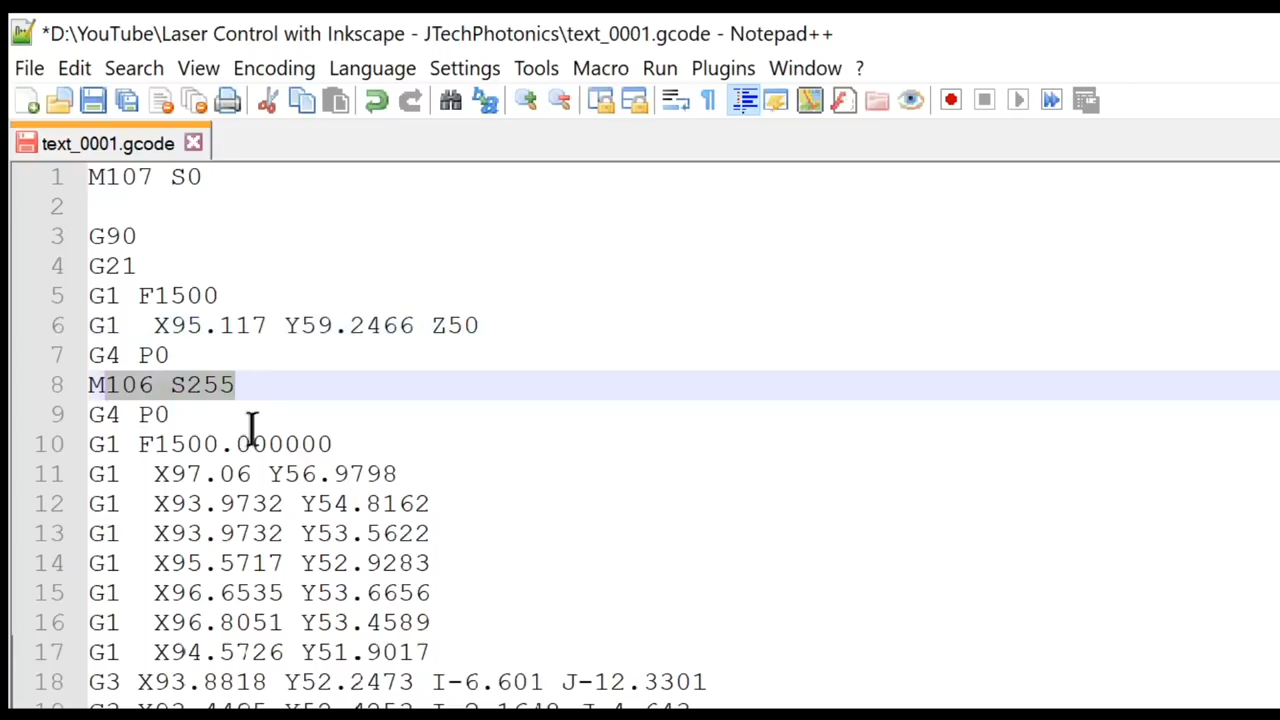 *D:\YouTube\Laser Control with Inkscape - JTechPhotonics\text_0001.gcode - Notepad++
File Edit Search View Encoding Language Settings Tools Macro Run Plugins Window ?
text_0001.gcode
1 M107 S0
2
3 G90
4 G21
5 G1 F1500
6 G1  X95.117 Y59.2466 Z50
7 G4 P0
8 M106 S255
9 G4 P0
10 G1 F1500.000000
11 G1  X97.06 Y56.9798
12 G1  X93.9732 Y54.8162
13 G1  X93.9732 Y53.5622
14 G1  X95.5717 Y52.9283
15 G1  X96.6535 Y53.6656
16 G1  X96.8051 Y53.4589
17 G1  X94.5726 Y51.9017
18 G3 X93.8818 Y52.2473 I-6.601 J-12.3301